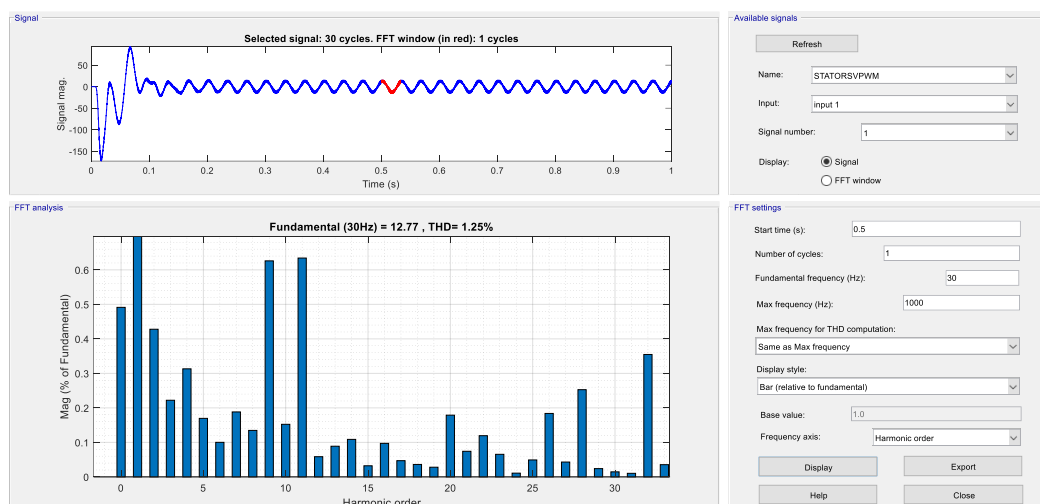 Signal
Selected signal: 30 cycles. FFT window (in red): 1 cycles
50
0
-50
-100
-150
Signal mag.
0 0.1 0.2 0.3 0.4 0.5 0.6 0.7 0.8 0.9 1
Time (s)
FFT analysis
Fundamental (30Hz) = 12.77 , THD= 1.25%
0.6
0.5
0.4
0.3
0.2
0.1
0
Mag (% of Fundamental)
0 5 10 15 20 25 30
Harmonic order
Available signals
Refresh
Name: STATORSVPWM
Input: input 1
Signal number: 1
Display: Signal
FFT window
FFT settings
Start time (s): 0.5
Number of cycles: 1
Fundamental frequency (Hz): 30
Max frequency (Hz): 1000
Max frequency for THD computation:
Same as Max frequency
Display style:
Bar (relative to fundamental)
Base value: 1.0
Frequency axis: Harmonic order
Display Export
Help Close